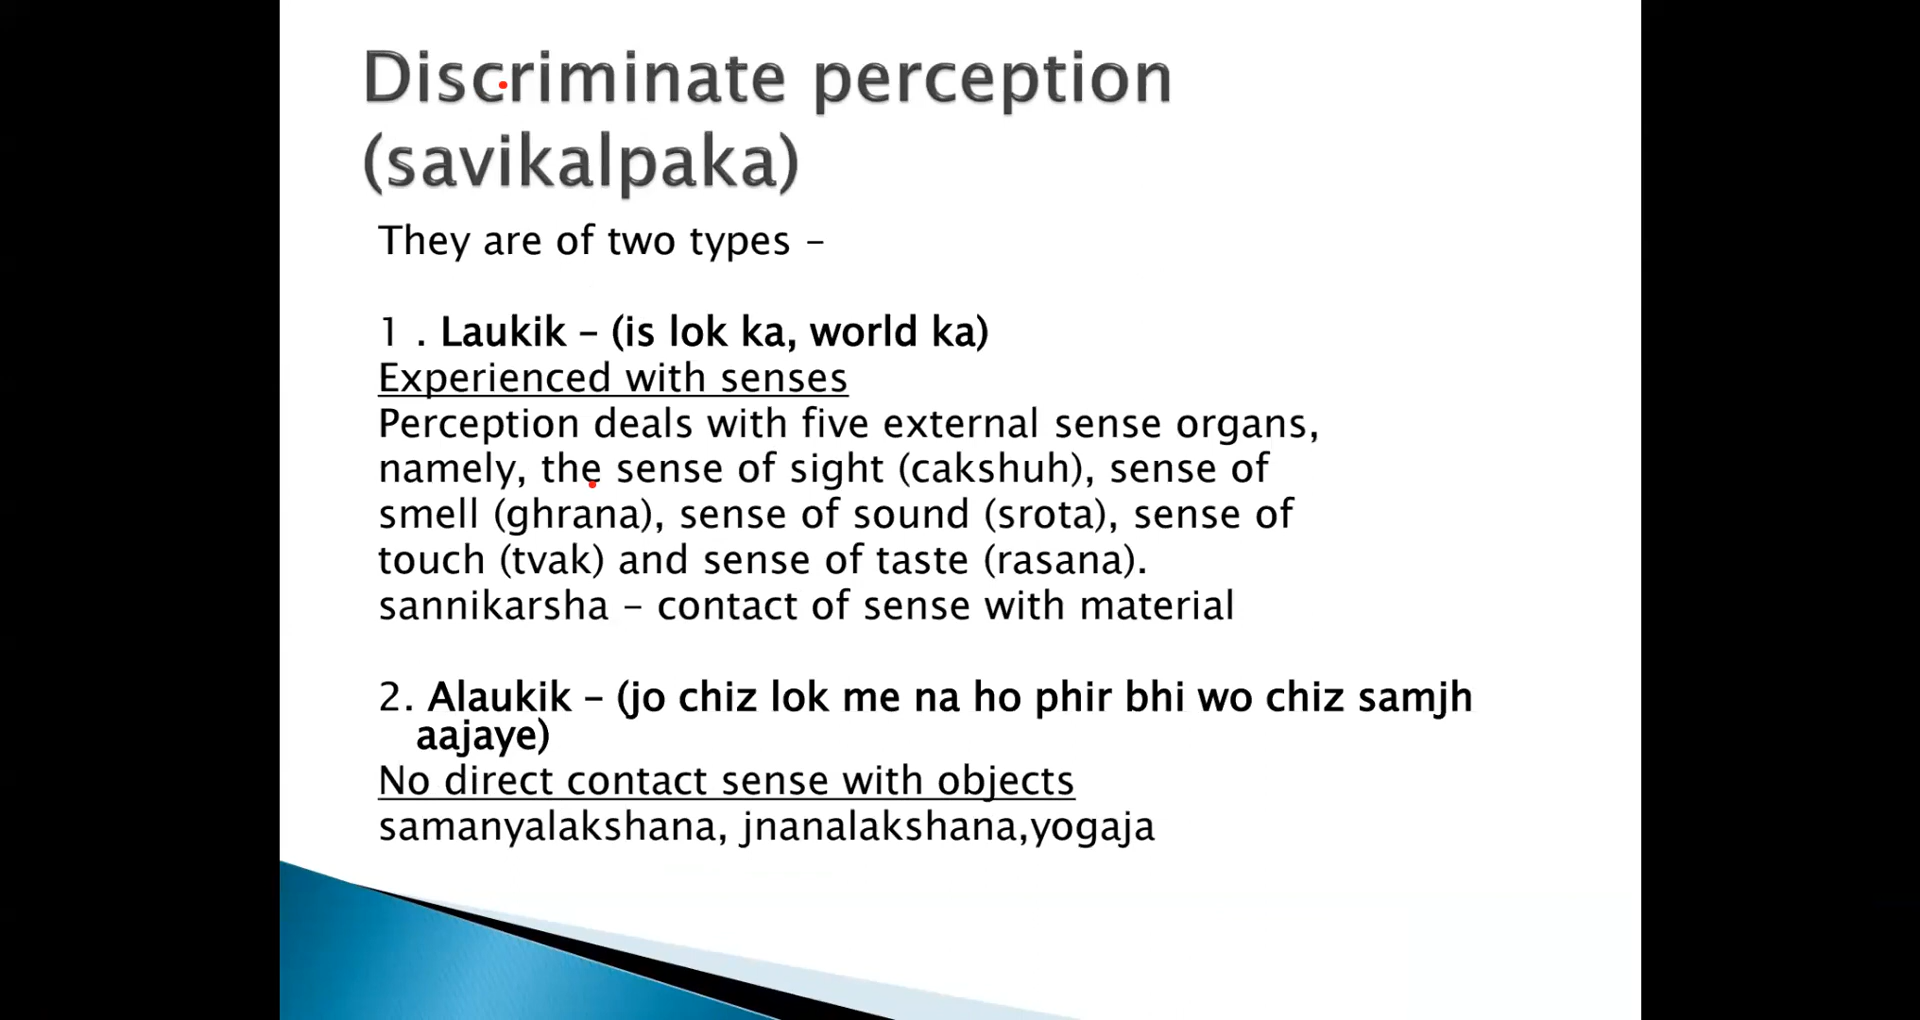 Discriminate perception
(savikalpaka)
They are of two types –
1 . Laukik – (is lok ka, world ka)
Experienced with senses
Perception deals with five external sense organs,
namely, the sense of sight (cakshuh), sense of
smell (ghrana), sense of sound (srota), sense of
touch (tvak) and sense of taste (rasana).
sannikarsha – contact of sense with material
2. Alaukik – (jo chiz lok me na ho phir bhi wo chiz samjh
aajaye)
No direct contact sense with objects
samanyalakshana, jnanalakshana,yogaja